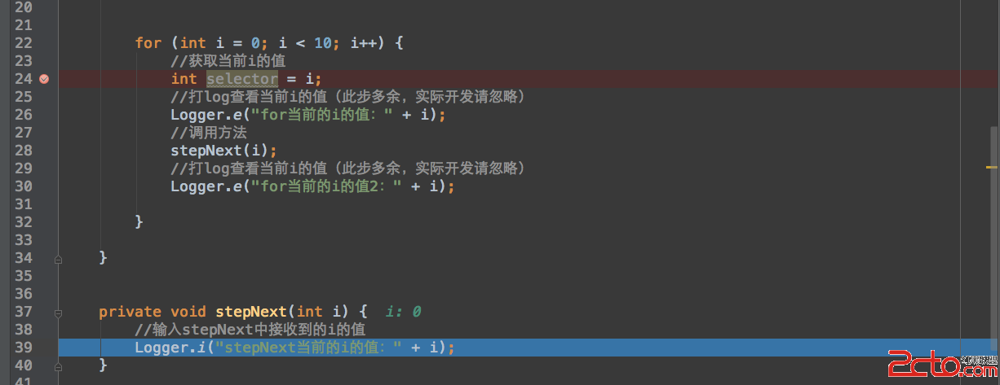 20
21
22 for (int i = 0; i < 10; i++) {
23 //获取当前i的值
24 int selector = i;
25 //打log查看当前i的值（此步多余，实际开发请忽略）
26 Logger.e("for当前的i的值：" + i);
27 //调用方法
28 stepNext(i);
29 //打log查看当前i的值（此步多余，实际开发请忽略）
30 Logger.e("for当前的i的值2：" + i);
31
32 }
33
34 }
35
36
37 private void stepNext(int i) { i: 0
38 //输入stepNext中接收到的i的值
39 Logger.i("stepNext当前的i的值：" + i);
40 }
41
2cto.com